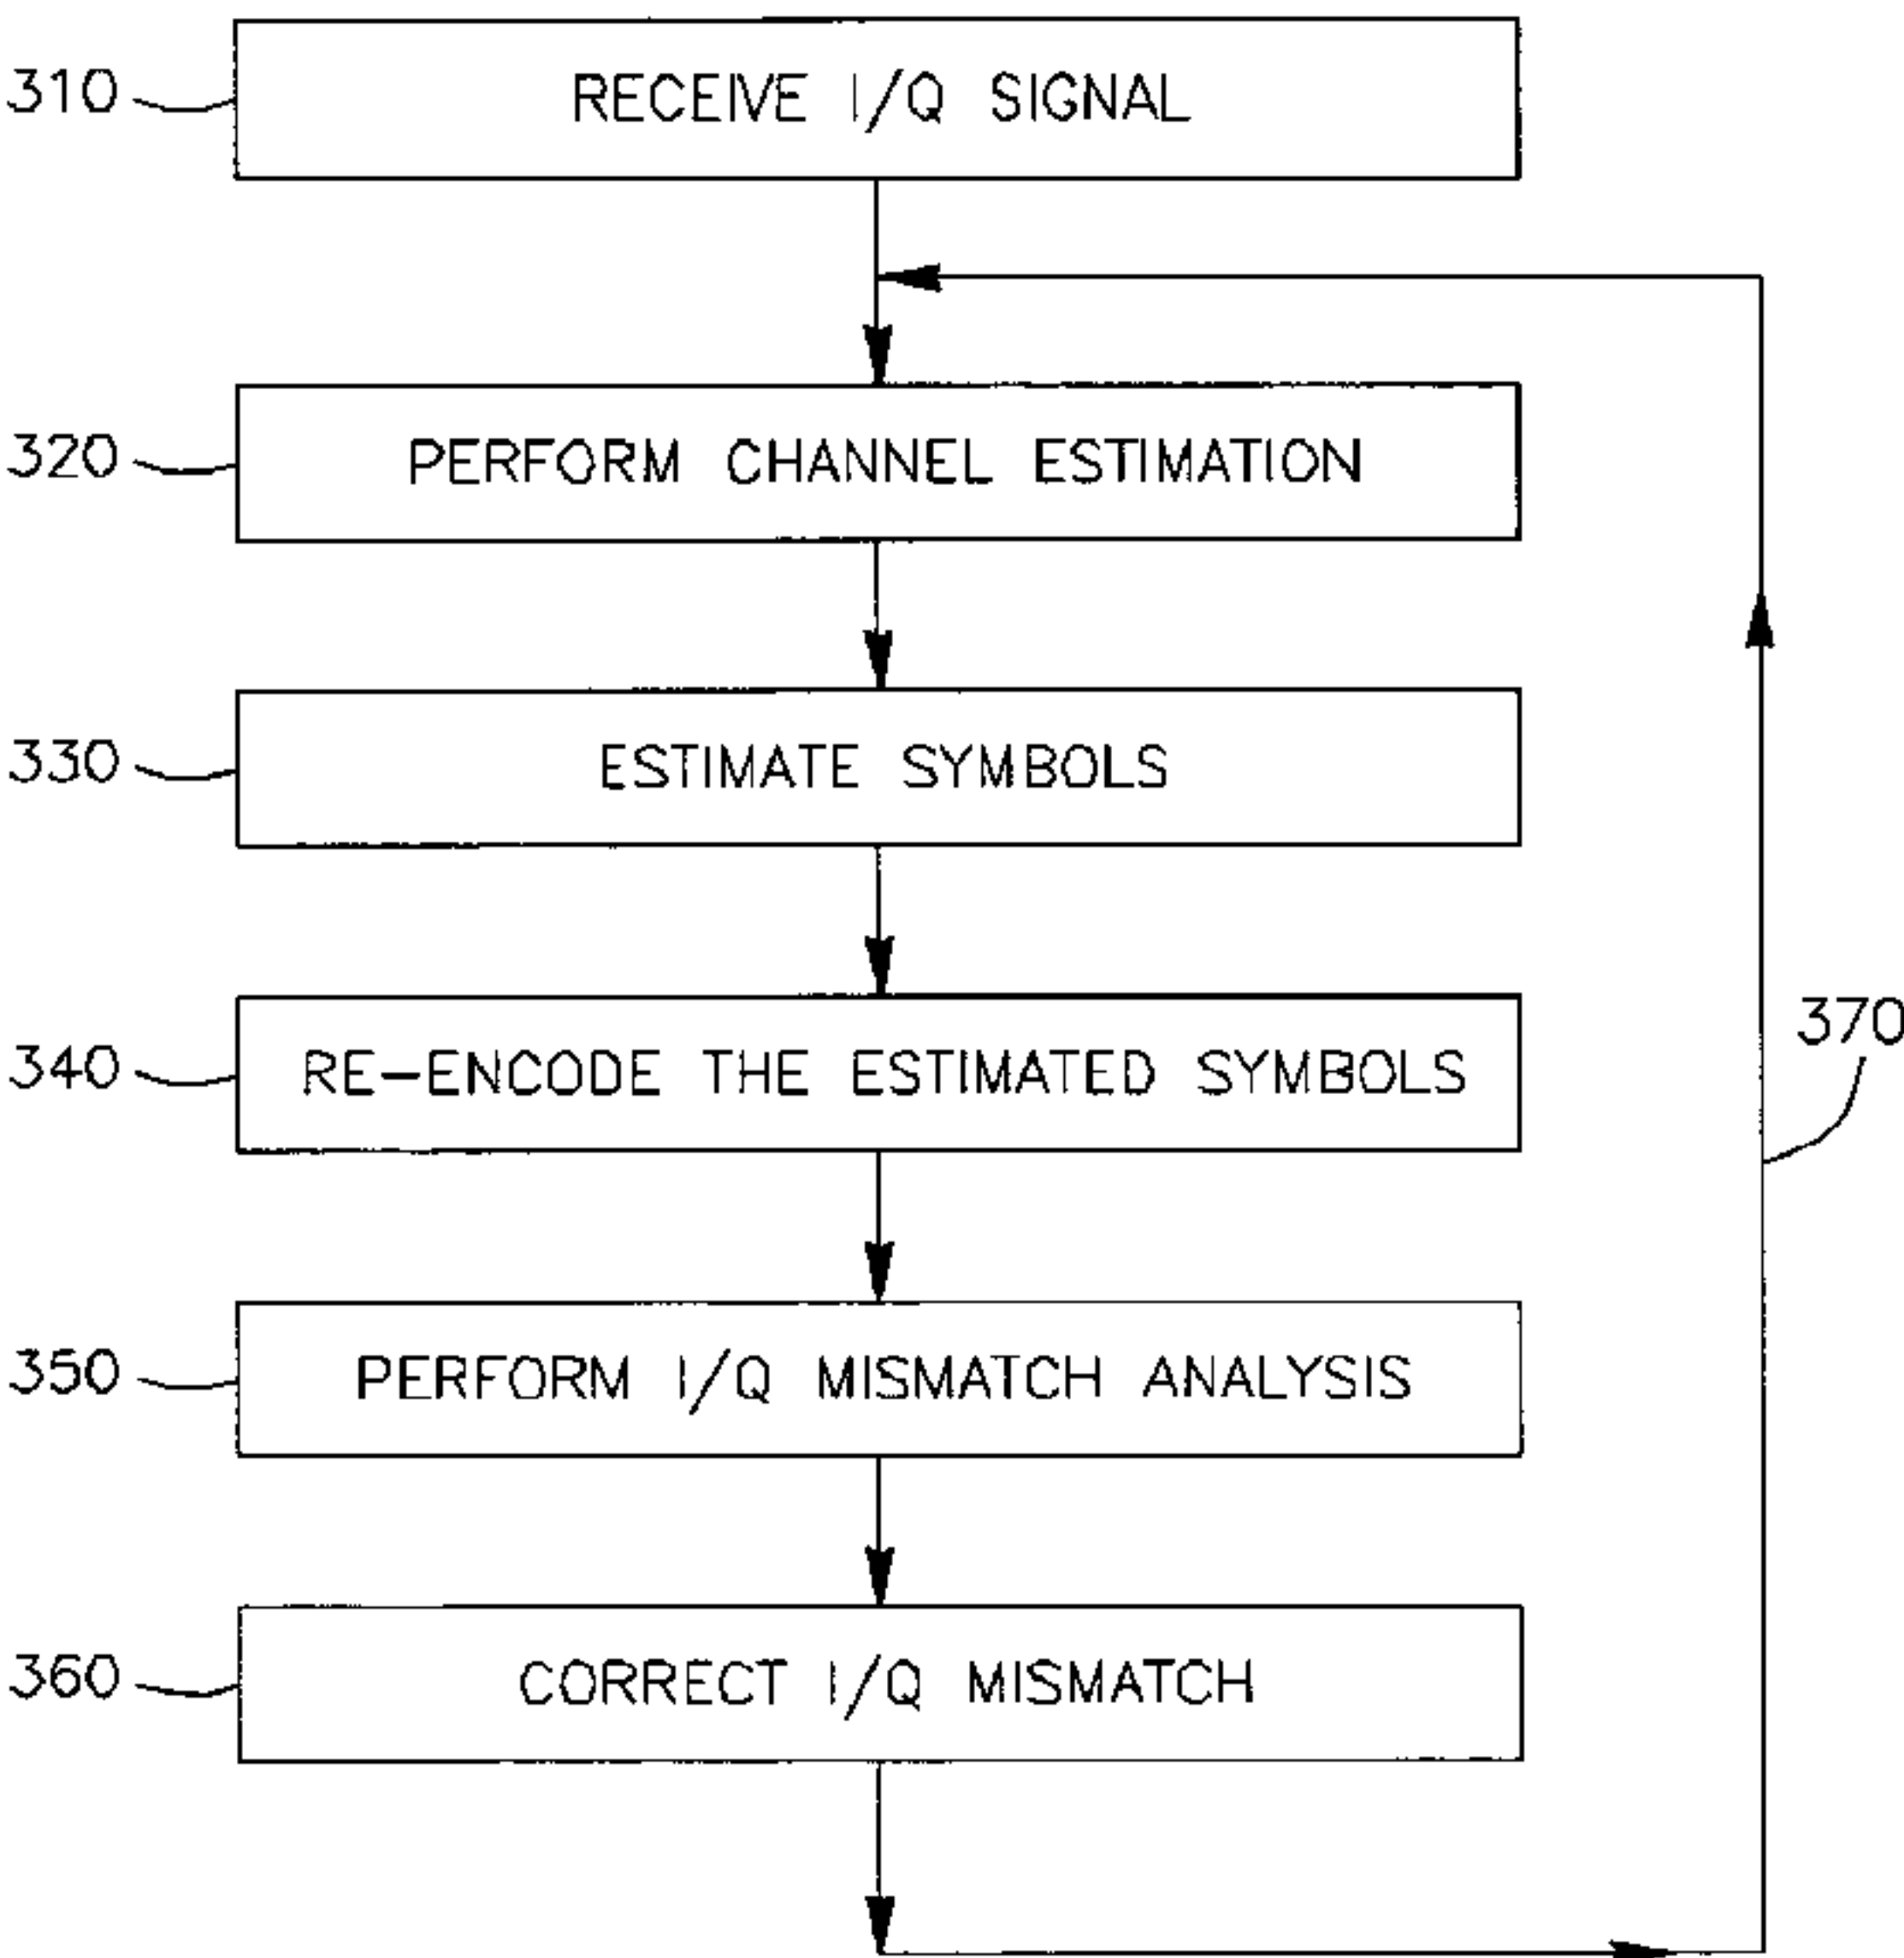 310 RECEIVE I/Q SIGNAL
320 PERFORM CHANNEL ESTIMATION
330 ESTIMATE SYMBOLS
340 RE-ENCODE THE ESTIMATED SYMBOLS
370
350 PERFORM I/Q MISMATCH ANALYSIS
360 CORRECT I/Q MISMATCH